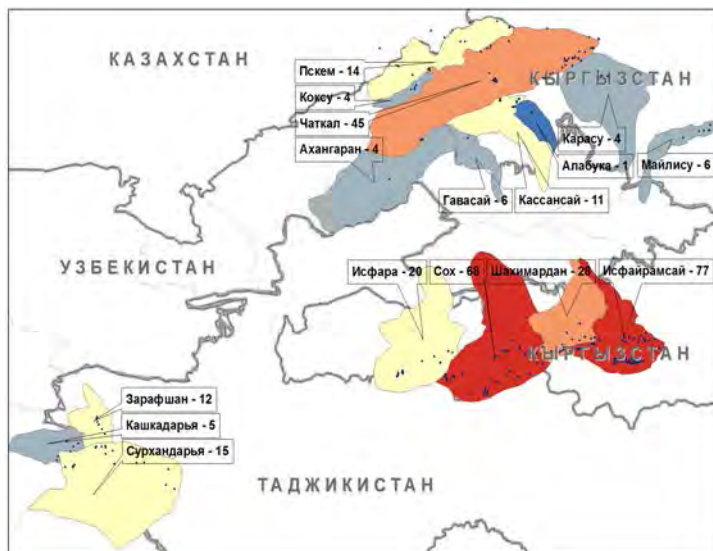 КАЗАХСТАН
Пскем - 14
КЫРГЫЗСТАН
Коксу - 4
Чаткал - 45
Карасу - 4
Ахангаран - 4
Алабука - 1
Майлису - 6
Гавасай - 6
Кассансай - 11
УЗБЕКИСТАН
Исфара - 20
Сох - 68
Шахимардан - 28
Исфайрамсай - 77
КЫРГЫЗСТАН
Зарафшан - 12
Кашкадарья - 5
Сурхандарья - 15
ТАДЖИКИСТАН